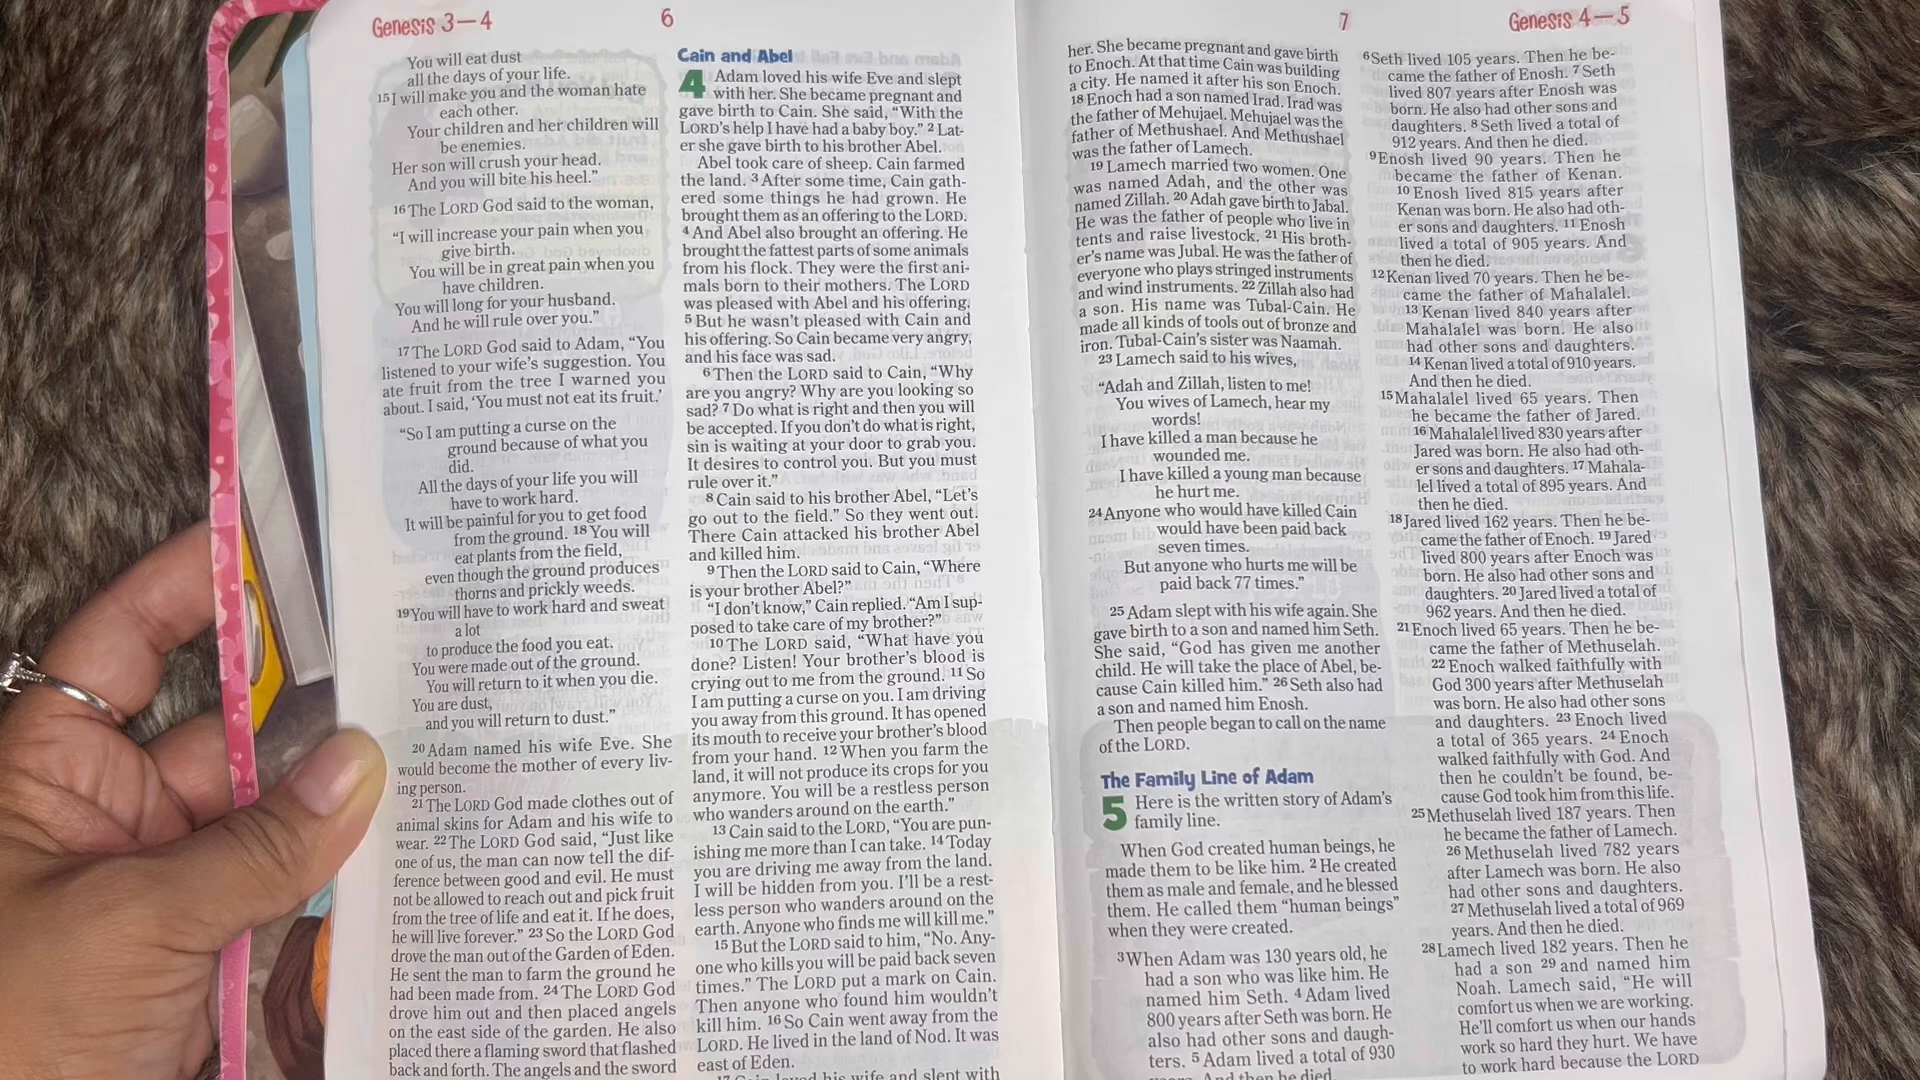 Genesis 3—4
6
You will eat dust
all the days of your life.
15 I will make you and the woman hate
each other.
Your children and her children will
be enemies.
Her son will crush your head.
And you will bite his heel.”
16 The LORD God said to the woman,
“I will increase your pain when you
give birth.
You will be in great pain when you
have children.
You will long for your husband.
And he will rule over you.”
17 The LORD God said to Adam, “You
listened to your wife’s suggestion. You
ate fruit from the tree I warned you
about. I said, ‘You must not eat its fruit.’
“So I am putting a curse on the
ground because of what you
did.
All the days of your life you will
have to work hard.
It will be painful for you to get food
from the ground. 18 You will
eat plants from the field,
even though the ground produces
thorns and prickly weeds.
19 You will have to work hard and sweat
a lot
to produce the food you eat.
You were made out of the ground.
You will return to it when you die.
You are dust,
and you will return to dust.”
20 Adam named his wife Eve. She
would become the mother of every liv-
ing person.
21 The LORD God made clothes out of
animal skins for Adam and his wife to
wear. 22 The LORD God said, “Just like
one of us, the man can now tell the dif-
ference between good and evil. He must
not be allowed to reach out and pick fruit
from the tree of life and eat it. If he does,
he will live forever.” 23 So the LORD God
drove the man out of the Garden of Eden.
He sent the man to farm the ground he
had been made from. 24 The LORD God
drove him out and then placed angels
on the east side of the garden. He also
placed there a flaming sword that flashed
back and forth. The angels and the sword
Cain and Abel
4 Adam loved his wife Eve and slept
with her. She became pregnant and
gave birth to Cain. She said, “With the
LORD’s help I have had a baby boy.” 2 Lat-
er she gave birth to his brother Abel.
Abel took care of sheep. Cain farmed
the land. 3 After some time, Cain gath-
ered some things he had grown. He
brought them as an offering to the LORD.
4 And Abel also brought an offering. He
brought the fattest parts of some animals
from his flock. They were the first ani-
mals born to their mothers. The LORD
was pleased with Abel and his offering.
5 But he wasn’t pleased with Cain and
his offering. So Cain became very angry,
and his face was sad.
6 Then the LORD said to Cain, “Why
are you angry? Why are you looking so
sad? 7 Do what is right and then you will
be accepted. If you don’t do what is right,
sin is waiting at your door to grab you.
It desires to control you. But you must
rule over it.”
8 Cain said to his brother Abel, “Let’s
go out to the field.” So they went out.
There Cain attacked his brother Abel
and killed him.
9 Then the LORD said to Cain, “Where
is your brother Abel?”
“I don’t know,” Cain replied. “Am I sup-
posed to take care of my brother?”
10 The LORD said, “What have you
done? Listen! Your brother’s blood is
crying out to me from the ground. 11 So
I am putting a curse on you. I am driving
you away from this ground. It has opened
its mouth to receive your brother’s blood
from your hand. 12 When you farm the
land, it will not produce its crops for you
anymore. You will be a restless person
who wanders around on the earth.”
13 Cain said to the LORD, “You are pun-
ishing me more than I can take. 14 Today
you are driving me away from the land.
I will be hidden from you. I’ll be a rest-
less person who wanders around on the
earth. Anyone who finds me will kill me.”
15 But the LORD said to him, “No. Any-
one who kills you will be paid back seven
times.” The LORD put a mark on Cain.
Then anyone who found him wouldn’t
kill him. 16 So Cain went away from the
LORD. He lived in the land of Nod. It was
east of Eden.
17 Cain loved his wife and slept with
7
Genesis 4—5
her. She became pregnant and gave birth
to Enoch. At that time Cain was building
a city. He named it after his son Enoch.
18 Enoch had a son named Irad. Irad was
the father of Mehujael. Mehujael was the
father of Methushael. And Methushael
was the father of Lamech.
19 Lamech married two women. One
was named Adah, and the other was
named Zillah. 20 Adah gave birth to Jabal.
He was the father of people who live in
tents and raise livestock. 21 His broth-
er’s name was Jubal. He was the father of
everyone who plays stringed instruments
and wind instruments. 22 Zillah also had
a son. His name was Tubal-Cain. He
made all kinds of tools out of bronze and
iron. Tubal-Cain’s sister was Naamah.
23 Lamech said to his wives,
“Adah and Zillah, listen to me!
You wives of Lamech, hear my
words!
I have killed a man because he
wounded me.
I have killed a young man because
he hurt me.
24 Anyone who would have killed Cain
would have been paid back
seven times.
But anyone who hurts me will be
paid back 77 times.”
25 Adam slept with his wife again. She
gave birth to a son and named him Seth.
She said, “God has given me another
child. He will take the place of Abel, be-
cause Cain killed him.” 26 Seth also had
a son and named him Enosh.
Then people began to call on the name
of the LORD.
The Family Line of Adam
5 Here is the written story of Adam’s
family line.
When God created human beings, he
made them to be like him. 2 He created
them as male and female, and he blessed
them. He called them “human beings”
when they were created.
3 When Adam was 130 years old, he
had a son who was like him. He
named him Seth. 4 Adam lived
800 years after Seth was born. He
also had other sons and daugh-
ters. 5 Adam lived a total of 930
years. And then he died.
6 Seth lived 105 years. Then he be-
came the father of Enosh. 7 Seth
lived 807 years after Enosh was
born. He also had other sons and
daughters. 8 Seth lived a total of
912 years. And then he died.
9 Enosh lived 90 years. Then he
became the father of Kenan.
10 Enosh lived 815 years after
Kenan was born. He also had oth-
er sons and daughters. 11 Enosh
lived a total of 905 years. And
then he died.
12 Kenan lived 70 years. Then he be-
came the father of Mahalalel.
13 Kenan lived 840 years after
Mahalalel was born. He also
had other sons and daughters.
14 Kenan lived a total of 910 years.
And then he died.
15 Mahalalel lived 65 years. Then
he became the father of Jared.
16 Mahalalel lived 830 years after
Jared was born. He also had oth-
er sons and daughters. 17 Mahala-
lel lived a total of 895 years. And
then he died.
18 Jared lived 162 years. Then he be-
came the father of Enoch. 19 Jared
lived 800 years after Enoch was
born. He also had other sons and
daughters. 20 Jared lived a total of
962 years. And then he died.
21 Enoch lived 65 years. Then he be-
came the father of Methuselah.
22 Enoch walked faithfully with
God 300 years after Methuselah
was born. He also had other sons
and daughters. 23 Enoch lived
a total of 365 years. 24 Enoch
walked faithfully with God. And
then he couldn’t be found, be-
cause God took him from this life.
25 Methuselah lived 187 years. Then
he became the father of Lamech.
26 Methuselah lived 782 years
after Lamech was born. He also
had other sons and daughters.
27 Methuselah lived a total of 969
years. And then he died.
28 Lamech lived 182 years. Then he
had a son 29 and named him
Noah. Lamech said, “He will
comfort us when we are working.
He’ll comfort us when our hands
work so hard they hurt. We have
to work hard because the LORD